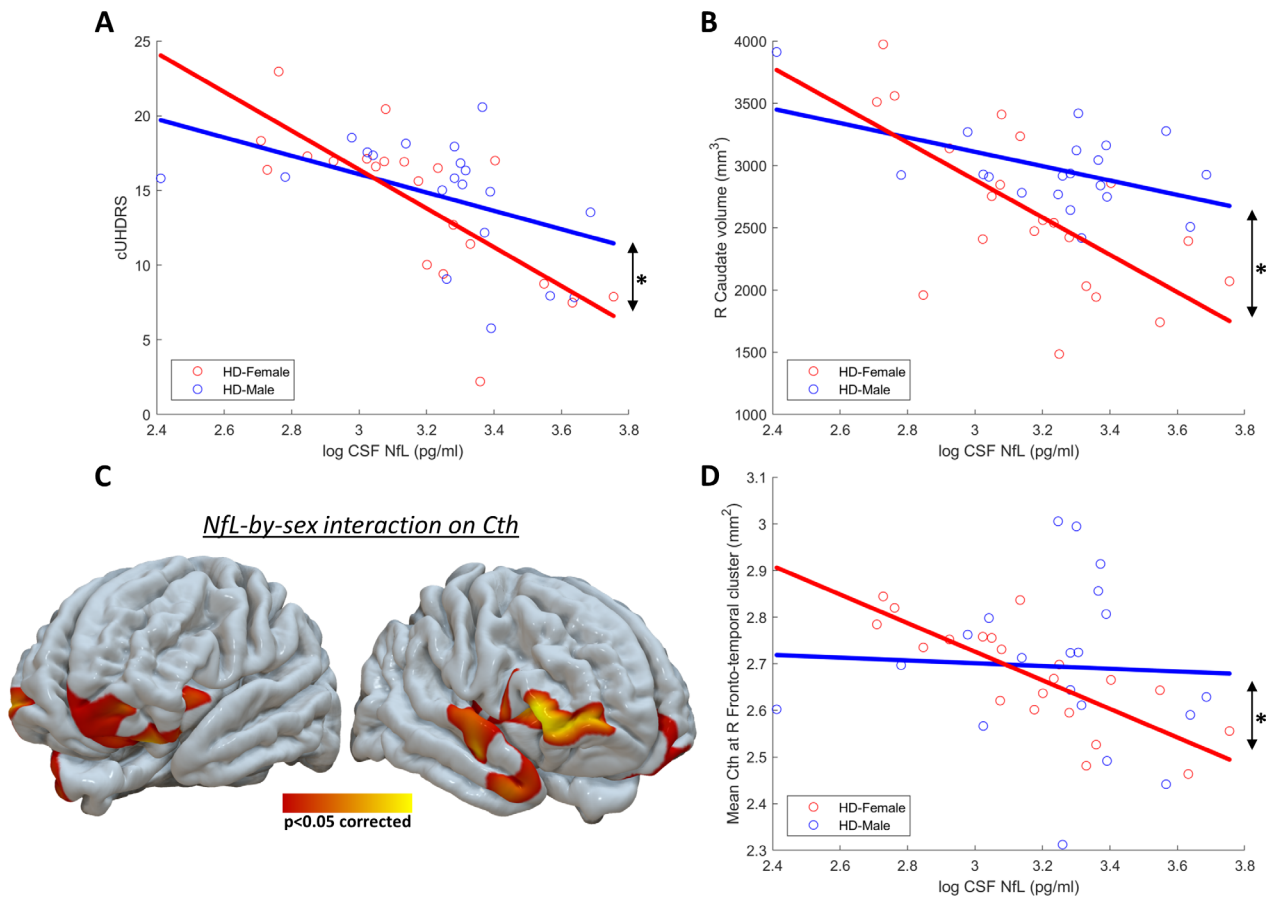 A
25
20
15
10
5
0
cUHDRS
2.4 2.6 2.8 3 3.2 3.4 3.6 3.8
log CSF NfL (pg/ml)
HD-Female
HD-Male
*
B
4000
3500
3000
2500
2000
1500
1000
R Caudate volume (mm³)
2.4 2.6 2.8 3 3.2 3.4 3.6 3.8
log CSF NfL (pg/ml)
HD-Female
HD-Male
*
C
NfL-by-sex interaction on Cth
p<0.05 corrected
D
3.1
3
2.9
2.8
2.7
2.6
2.5
2.4
2.3
Mean Cth at R Fronto-temporal cluster (mm²)
2.4 2.6 2.8 3 3.2 3.4 3.6 3.8
log CSF NfL (pg/ml)
HD-Female
HD-Male
*